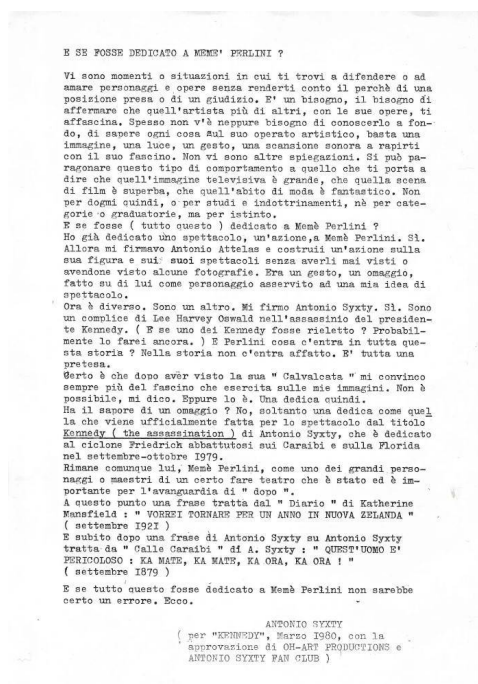 E SE FOSSE DEDICATO A MEME' PERLINI ?
Vi sono momenti o situazioni in cui ti trovi a difendere o ad
amare personaggi e opere senza renderti conto il perchè di una
posizione presa o di un giudizio. E' un bisogno, il bisogno di
affermare che quell'artista più di altri, con le sue opere, ti
affascina. Spesso non v'è neppure bisogno di conoscerlo a fon-
do, di sapere ogni cosa sul suo operato artistico, basta una
immagine, una luce, un gesto, una scansione sonora a rapirti
con il suo fascino. Non vi sono altre spiegazioni. Si può pa-
ragonare questo tipo di comportamento a quello che ti porta a
dire che quell'immagine televisiva è grande, che quella scena
di film è superba, che quell'abito di moda è fantastico. Non
per dogmi quindi, o per studi e indottrinamenti, nè per cate-
gorie o graduatorie, ma per istinto.
E se fosse ( tutto questo ) dedicato a Memè Perlini ?
Ho già dedicato uno spettacolo, un'azione,a Memè Perlini. Sì.
Allora mi firmavo Antonio Attelas e costruii un'azione sulla
sua figura e sui suoi spettacoli senza averli mai visti o
avendone visto alcune fotografie. Era un gesto, un omaggio,
fatto su di lui come personaggio asservito ad una mia idea di
spettacolo.
Ora è diverso. Sono un altro. Mi firmo Antonio Syxty. Sì. Sono
un complice di Lee Harvey Oswald nell'assassinio del presiden-
te Kennedy. ( E se uno dei Kennedy fosse rieletto ? Probabil-
mente lo farei ancora. ) E Perlini cosa c'entra in tutta que-
sta storia ? Nella storia non c'entra affatto. E' tutta una
pretesa.
Certo è che dopo aver visto la sua " Calvalcata " mi convinco
sempre più del fascino che esercita sulle mie immagini. Non è
possibile, mi dico. Eppure lo è. Una dedica quindi.
Ha il sapore di un omaggio ? No, soltanto una dedica come quel
la che viene ufficialmente fatta per lo spettacolo dal titolo
Kennedy ( the assassination ) di Antonio Syxty, che è dedicato
al ciclone Friedrick abbattutosi sui Caraibi e sulla Florida
nel settembre-ottobre 1979.
Rimane comunque lui, Memè Perlini, come uno dei grandi perso-
naggi o maestri di un certo fare teatro che è stato ed è im-
portante per l'avanguardia di " dopo ".
A questo punto una frase tratta dal " Diario " di Katherine
Mansfield : " VORREI TORNARE PER UN ANNO IN NUOVA ZELANDA "
( settembre 1921 )
E subito dopo una frase di Antonio Syxty su Antonio Syxty
tratta da " Calle Caraibi " di A. Syxty : " QUEST'UOMO E'
PERICOLOSO : KA MATE, KA MATE, KA ORA, KA ORA ! "
( settembre 1879 )
E se tutto questo fosse dedicato a Memè Perlini non sarebbe
certo un errore. Ecco.
ANTONIO SYXTY
( per "KENNEDY", Marzo 1980, con la
approvazione di OH-ART PRODUCTIONS e
ANTONIO SYXTY FAN CLUB )